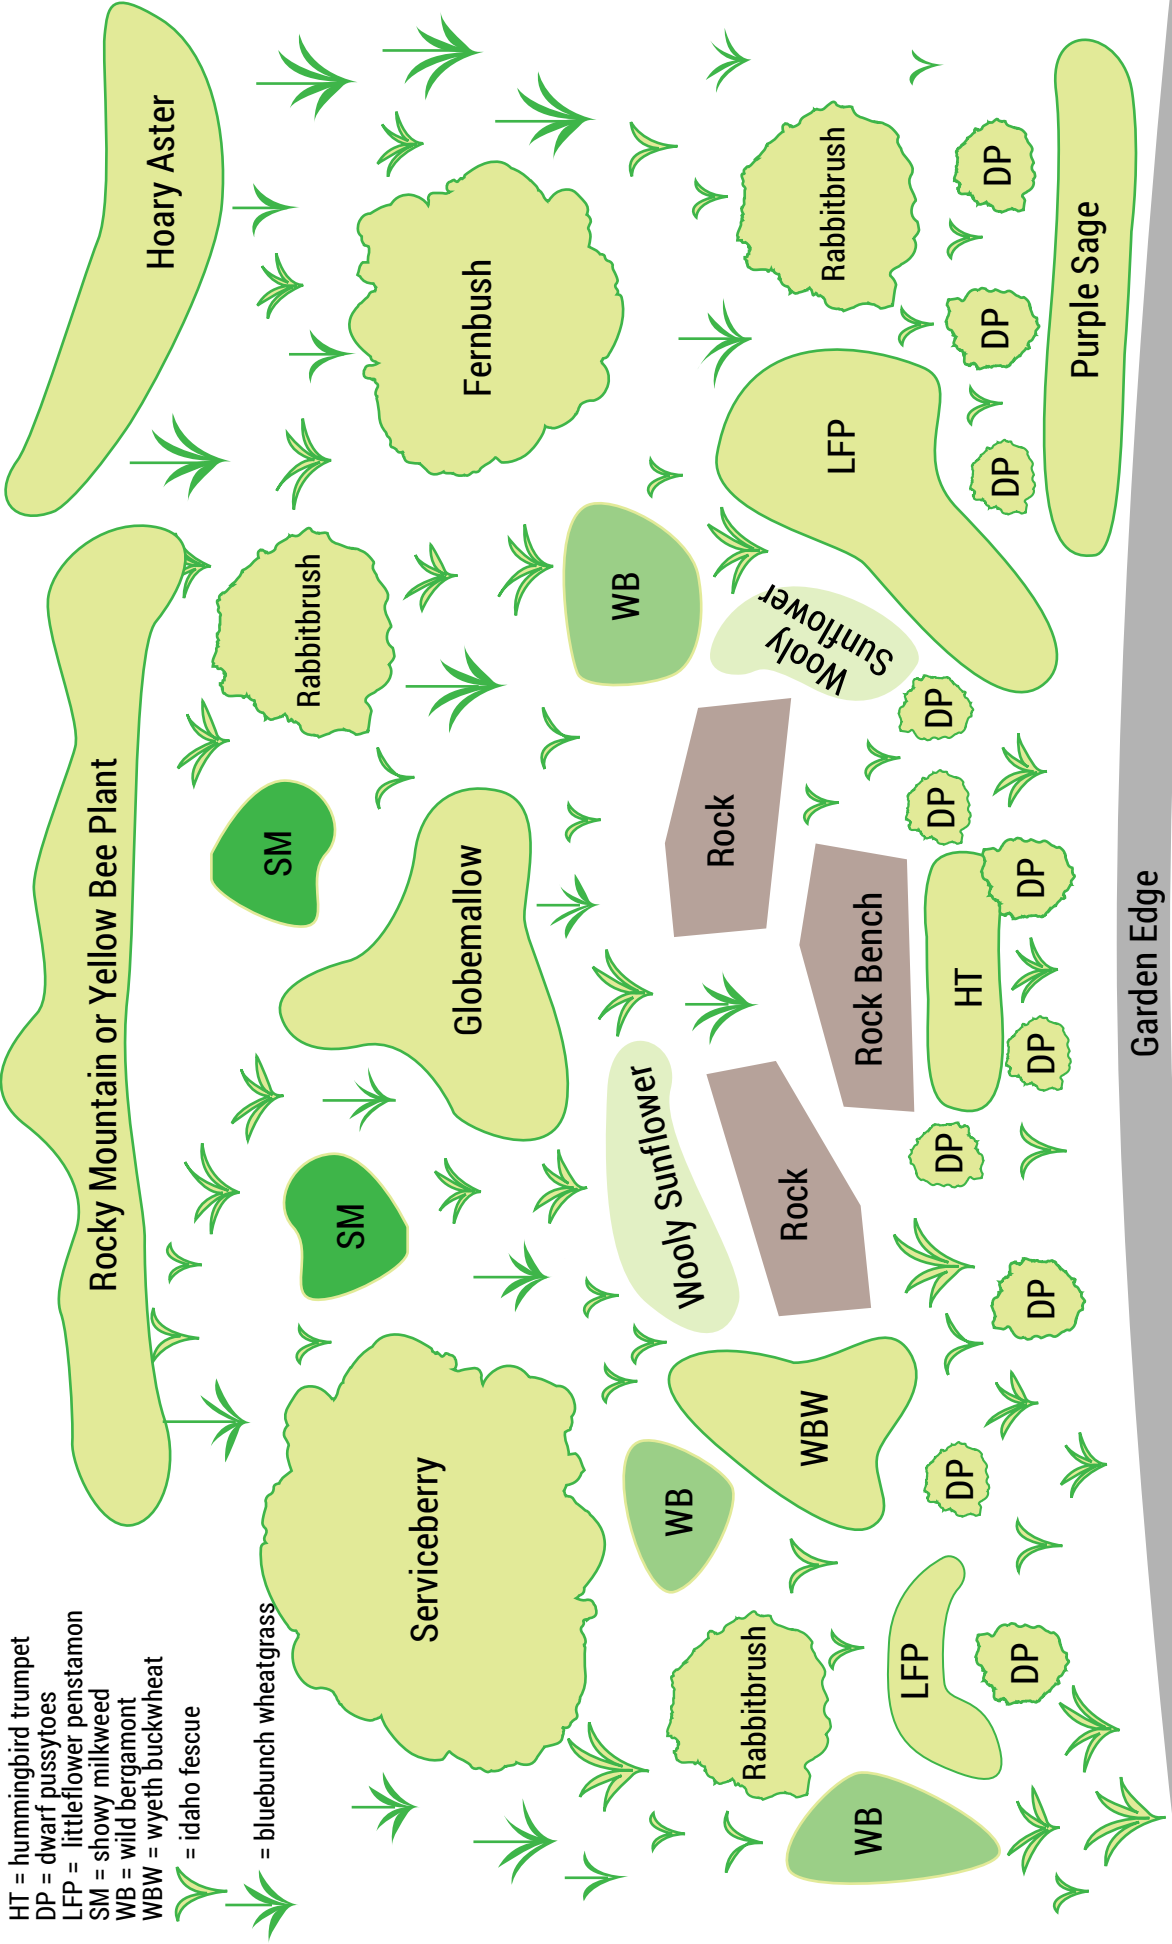 HT = hummingbird trumpet
DP = dwarf pussytoes
LFP = littleflower penstamon
SM = showy milkweed
WB = wild bergamont
WBW = wyeth buckwheat
= idaho fescue
= bluebunch wheatgrass
Rocky Mountain or Yellow Bee Plant
Hoary Aster
SM
Rabbitbrush
SM
Serviceberry
Globemallow
Fernbush
WB
Wooly Sunflower
WB
Rock
Rabbitbrush
Rock
Wooly
Sunflower
WBW
Rabbitbrush
LFP
WB
Rock Bench
LFP
DP
DP
DP
DP
HT
DP
DP
DP
DP
DP
DP
DP
Purple Sage
Garden Edge